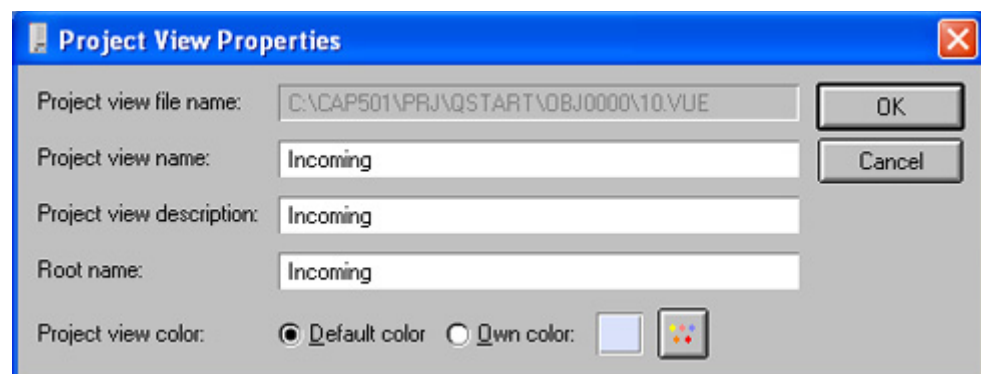 Project View Properties
Project view file name: C:\CAP501\PRJ\QSTART\OBJ0000\10.VUE OK
Project view name: Incoming Cancel
Project view description: Incoming
Root name: Incoming
Project view color: Default color Own color: